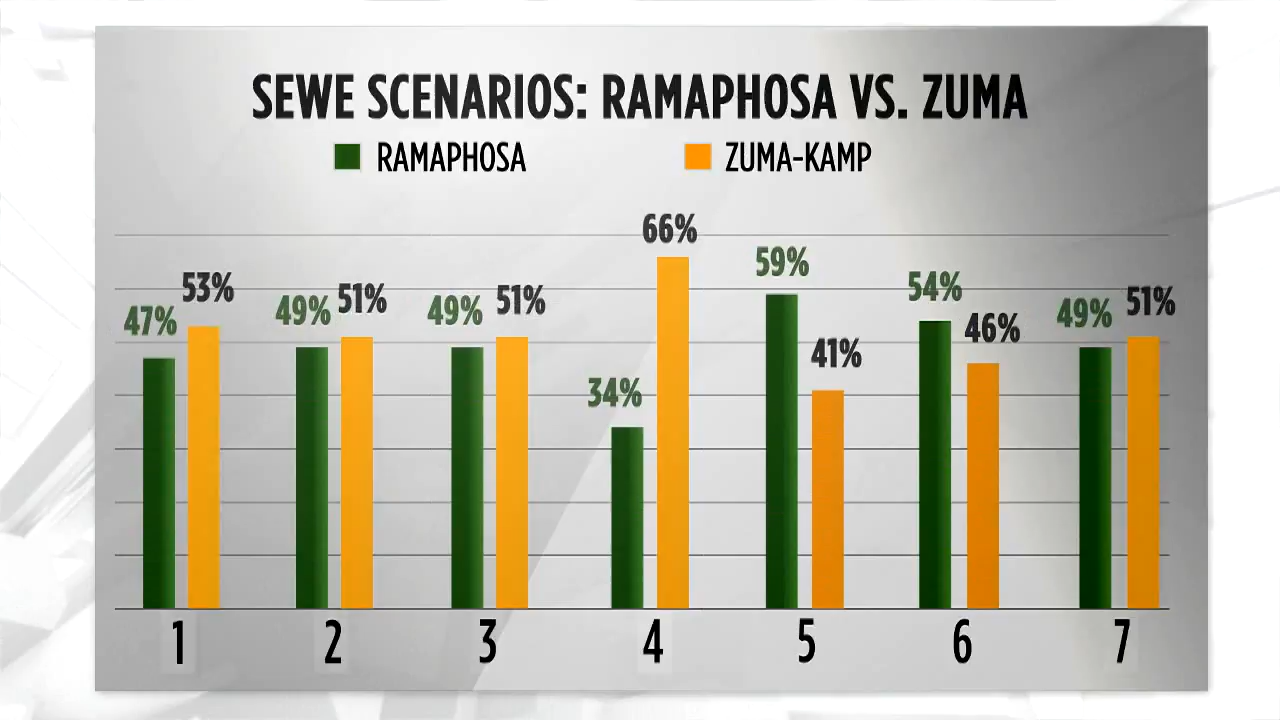 SEWE SCENARIOS: RAMAPHOSA VS. ZUMA
RAMAPHOSA ZUMA-KAMP
47% 53% 49% 51% 49% 51% 34% 66% 59% 41% 54% 46% 49% 51%
1 2 3 4 5 6 7